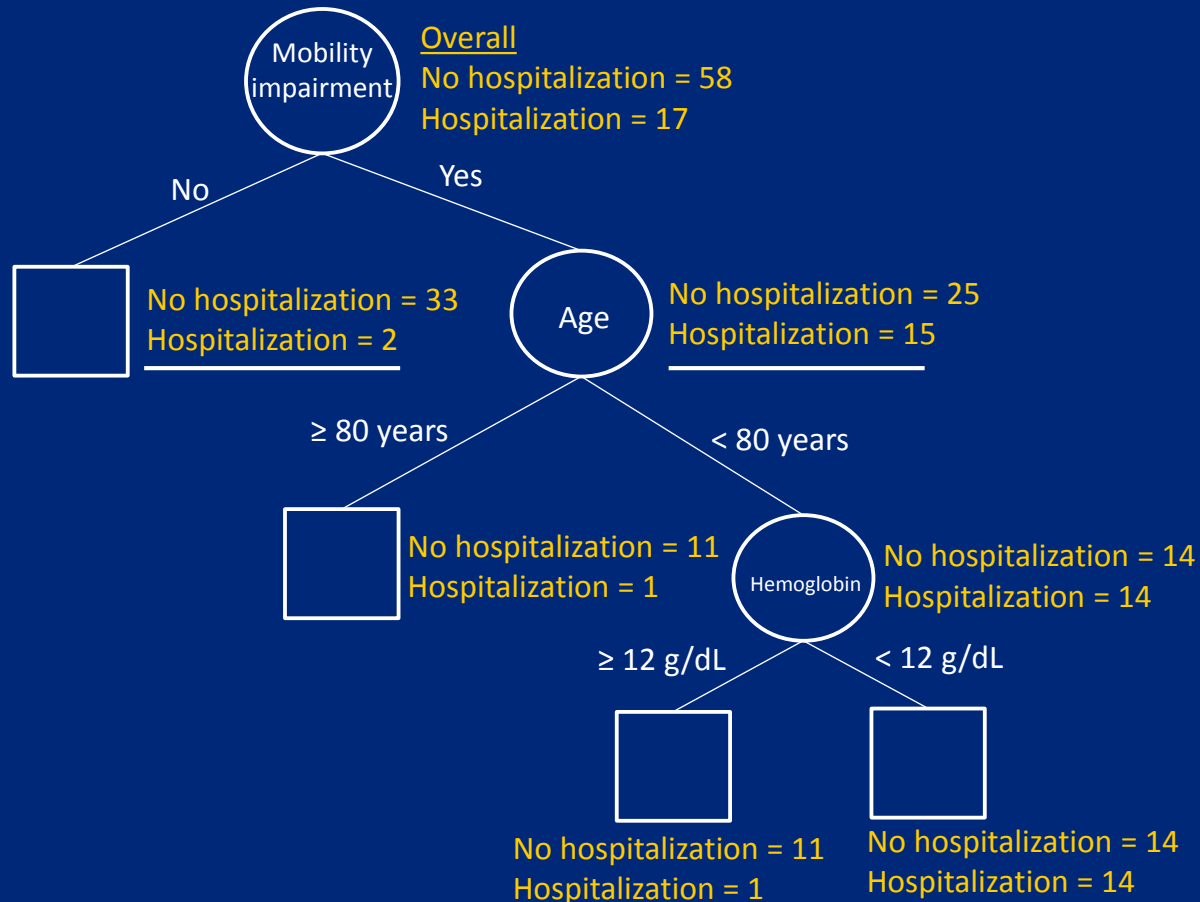 Mobility
impairment
Overall
No hospitalization = 58
Hospitalization = 17
No
Yes
No hospitalization = 33
Hospitalization = 2
Age
No hospitalization = 25
Hospitalization = 15
≥ 80 years
< 80 years
No hospitalization = 11
Hospitalization = 1
Hemoglobin
No hospitalization = 14
Hospitalization = 14
≥ 12 g/dL
< 12 g/dL
No hospitalization = 11
Hospitalization = 1
No hospitalization = 14
Hospitalization = 14